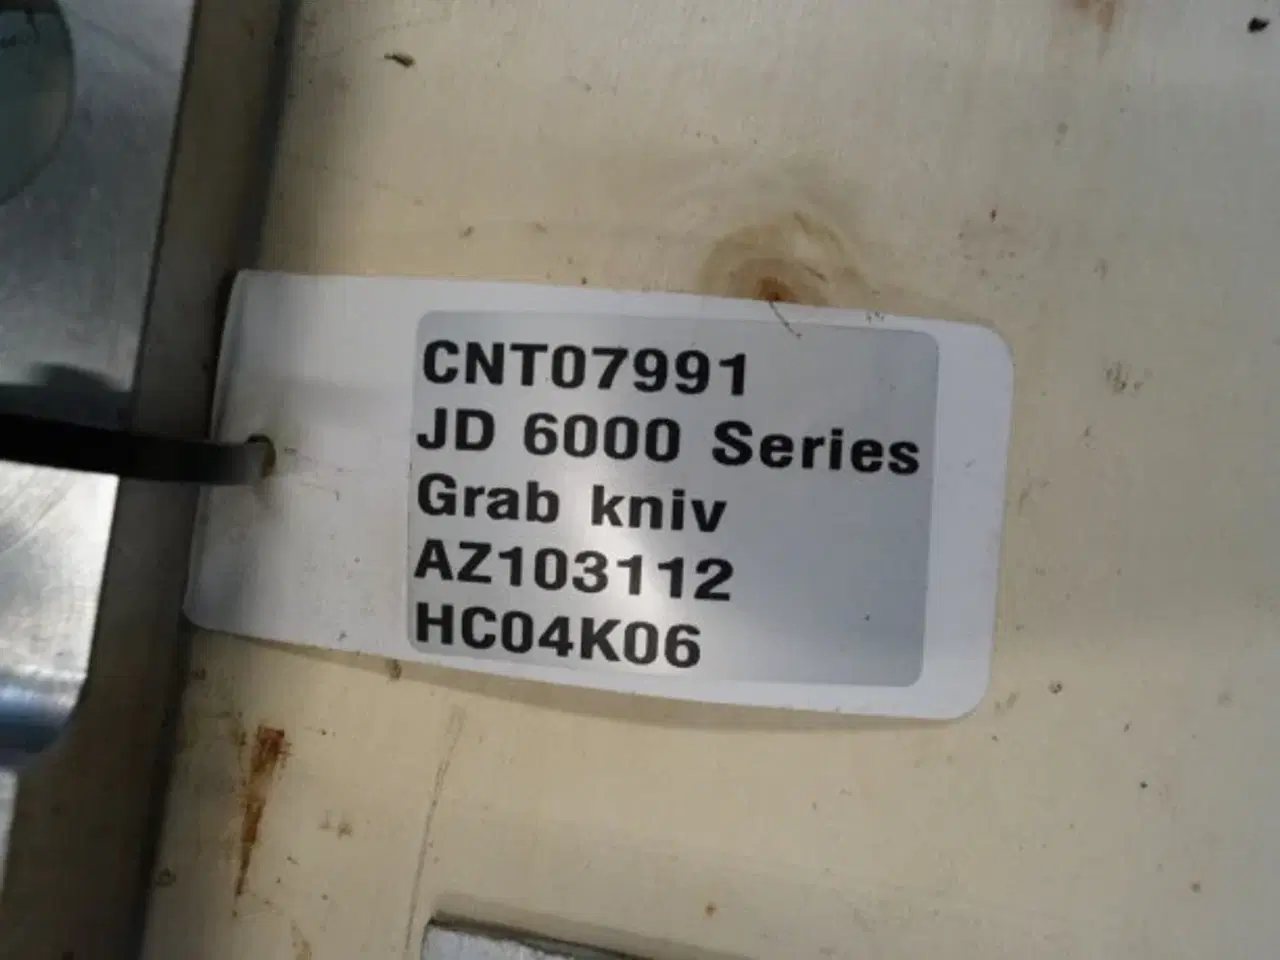 CNT07991
JD 6000 Series
Grab kniv
AZ103112
HC04K06